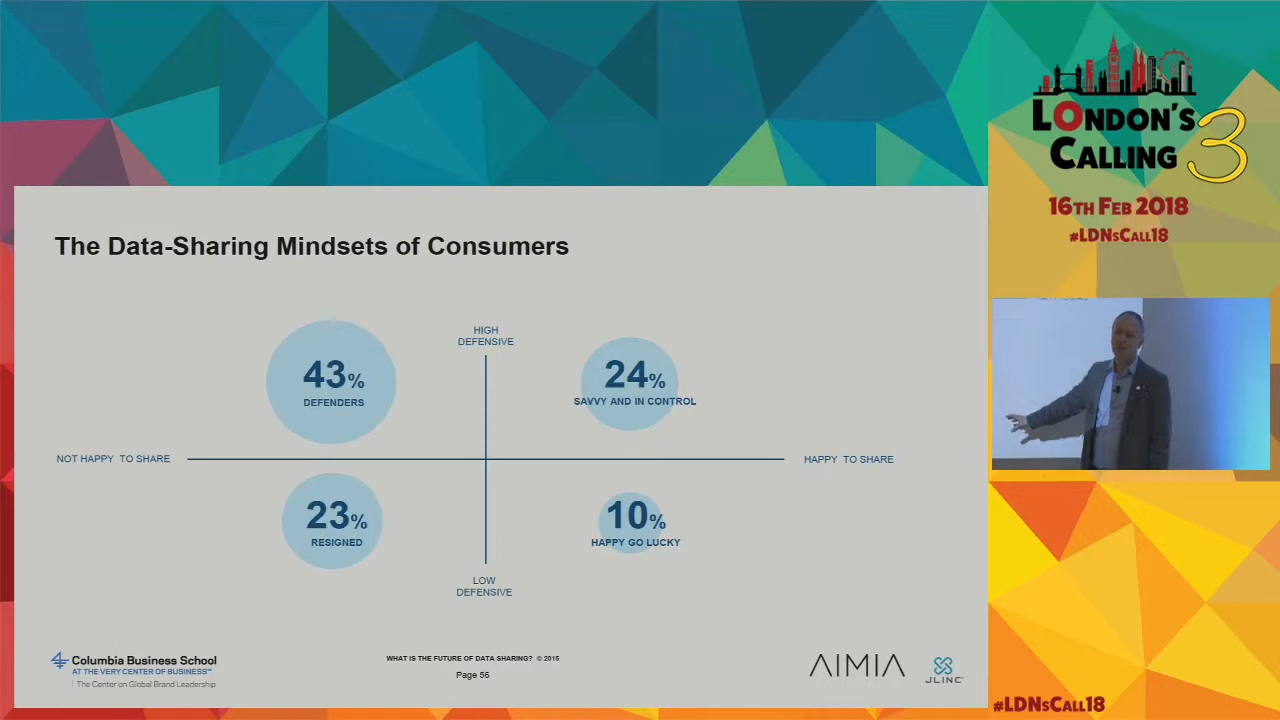 The Data-Sharing Mindsets of Consumers
HIGH
DEFENSIVE
43%
DEFENDERS
24%
SAVVY AND IN CONTROL
NOT HAPPY TO SHARE
HAPPY TO SHARE
23%
RESIGNED
10%
HAPPY GO LUCKY
LOW
DEFENSIVE
Columbia Business School
AT THE VERY CENTER OF BUSINESS™
The Center on Global Brand Leadership
WHAT IS THE FUTURE OF DATA SHARING? © 2015
Page 56
AIMIA
JLINC
LONDON'S
CALLING 3
16TH FEB 2018
#LDNSCALL18
#LDNSCALL18